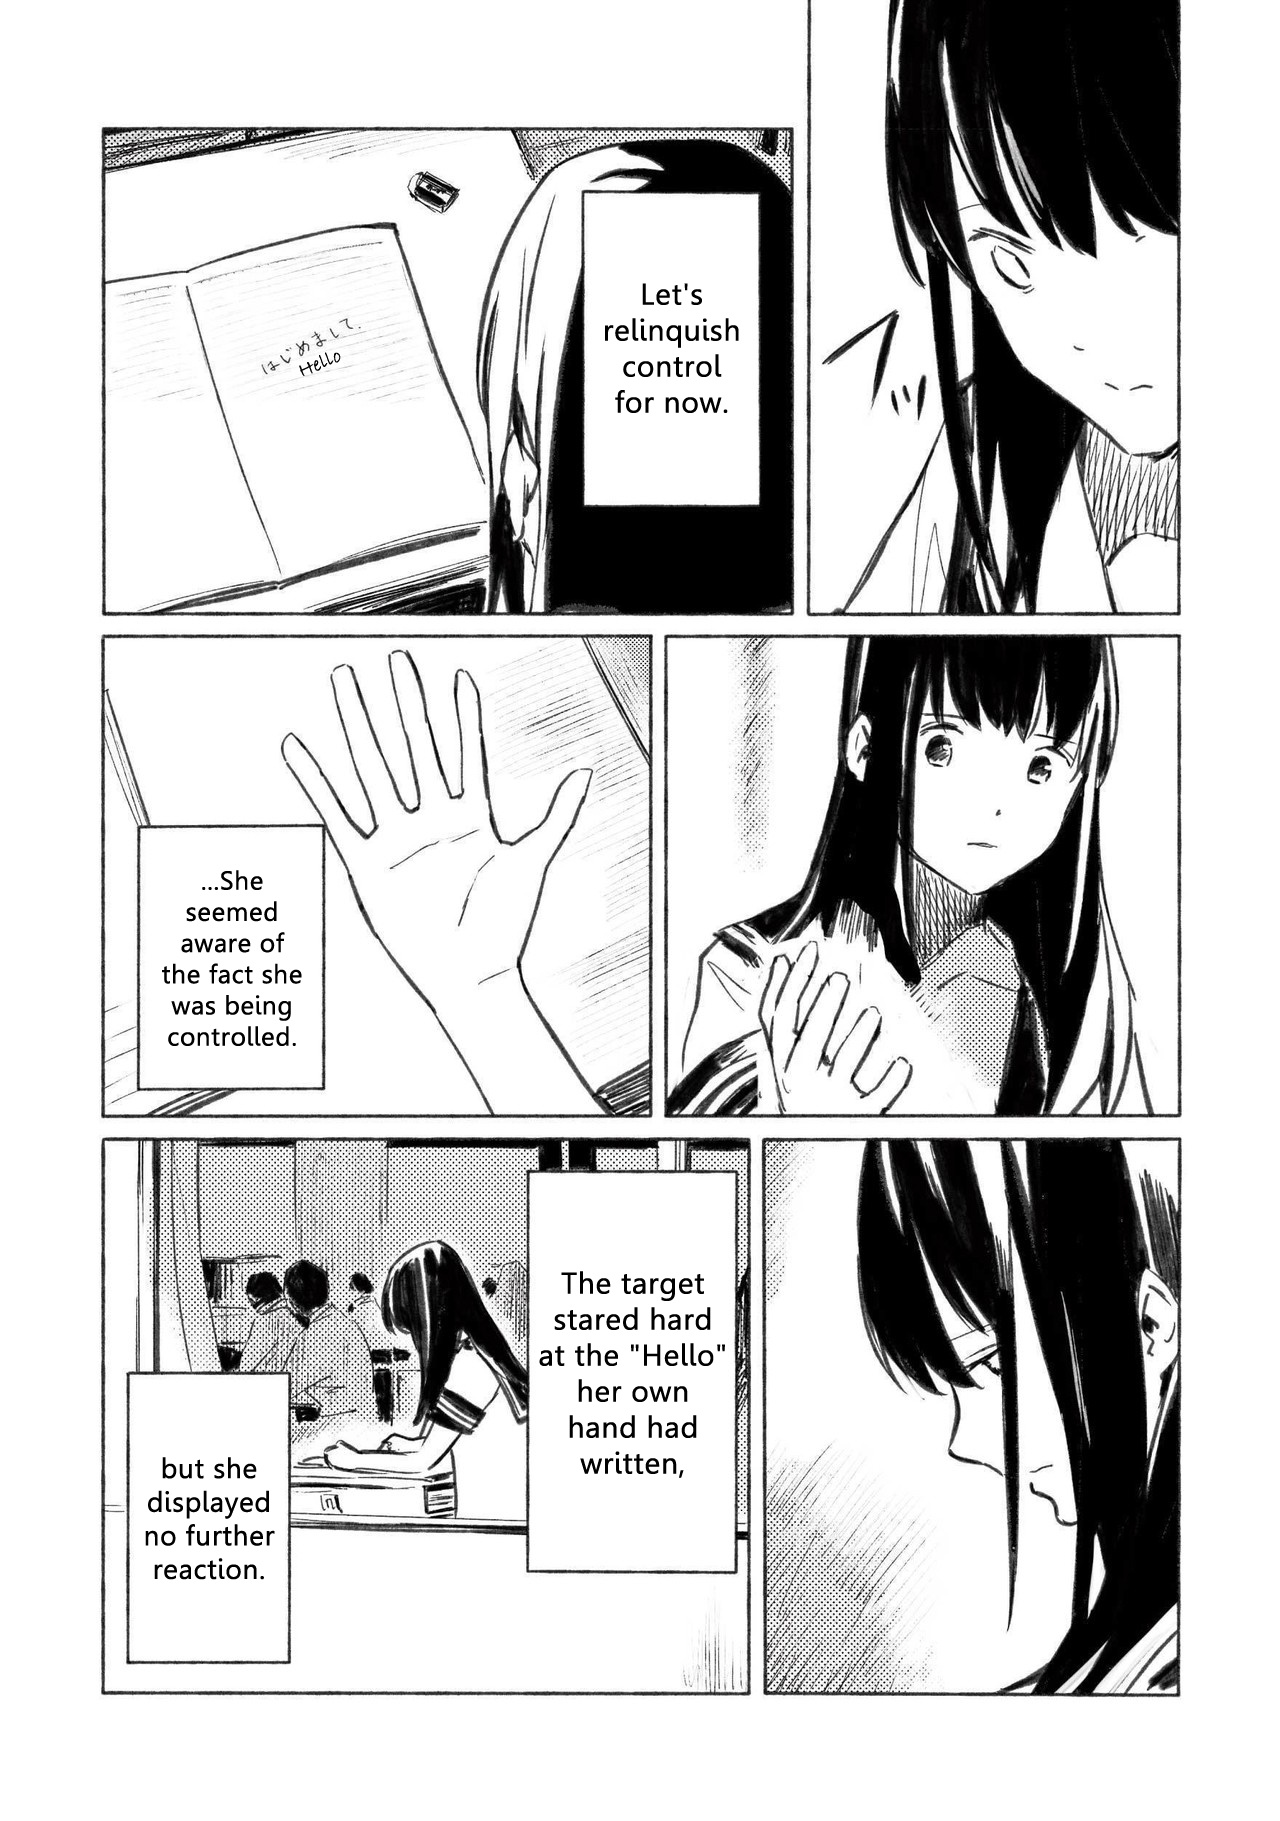 Let's
relinquish
control
for now.
はじめまして.
Hello
...She
seemed
aware of
the fact she
was being
controlled.
The target
stared hard
at the "Hello"
her own
hand had
written,
but she
displayed
no further
reaction.